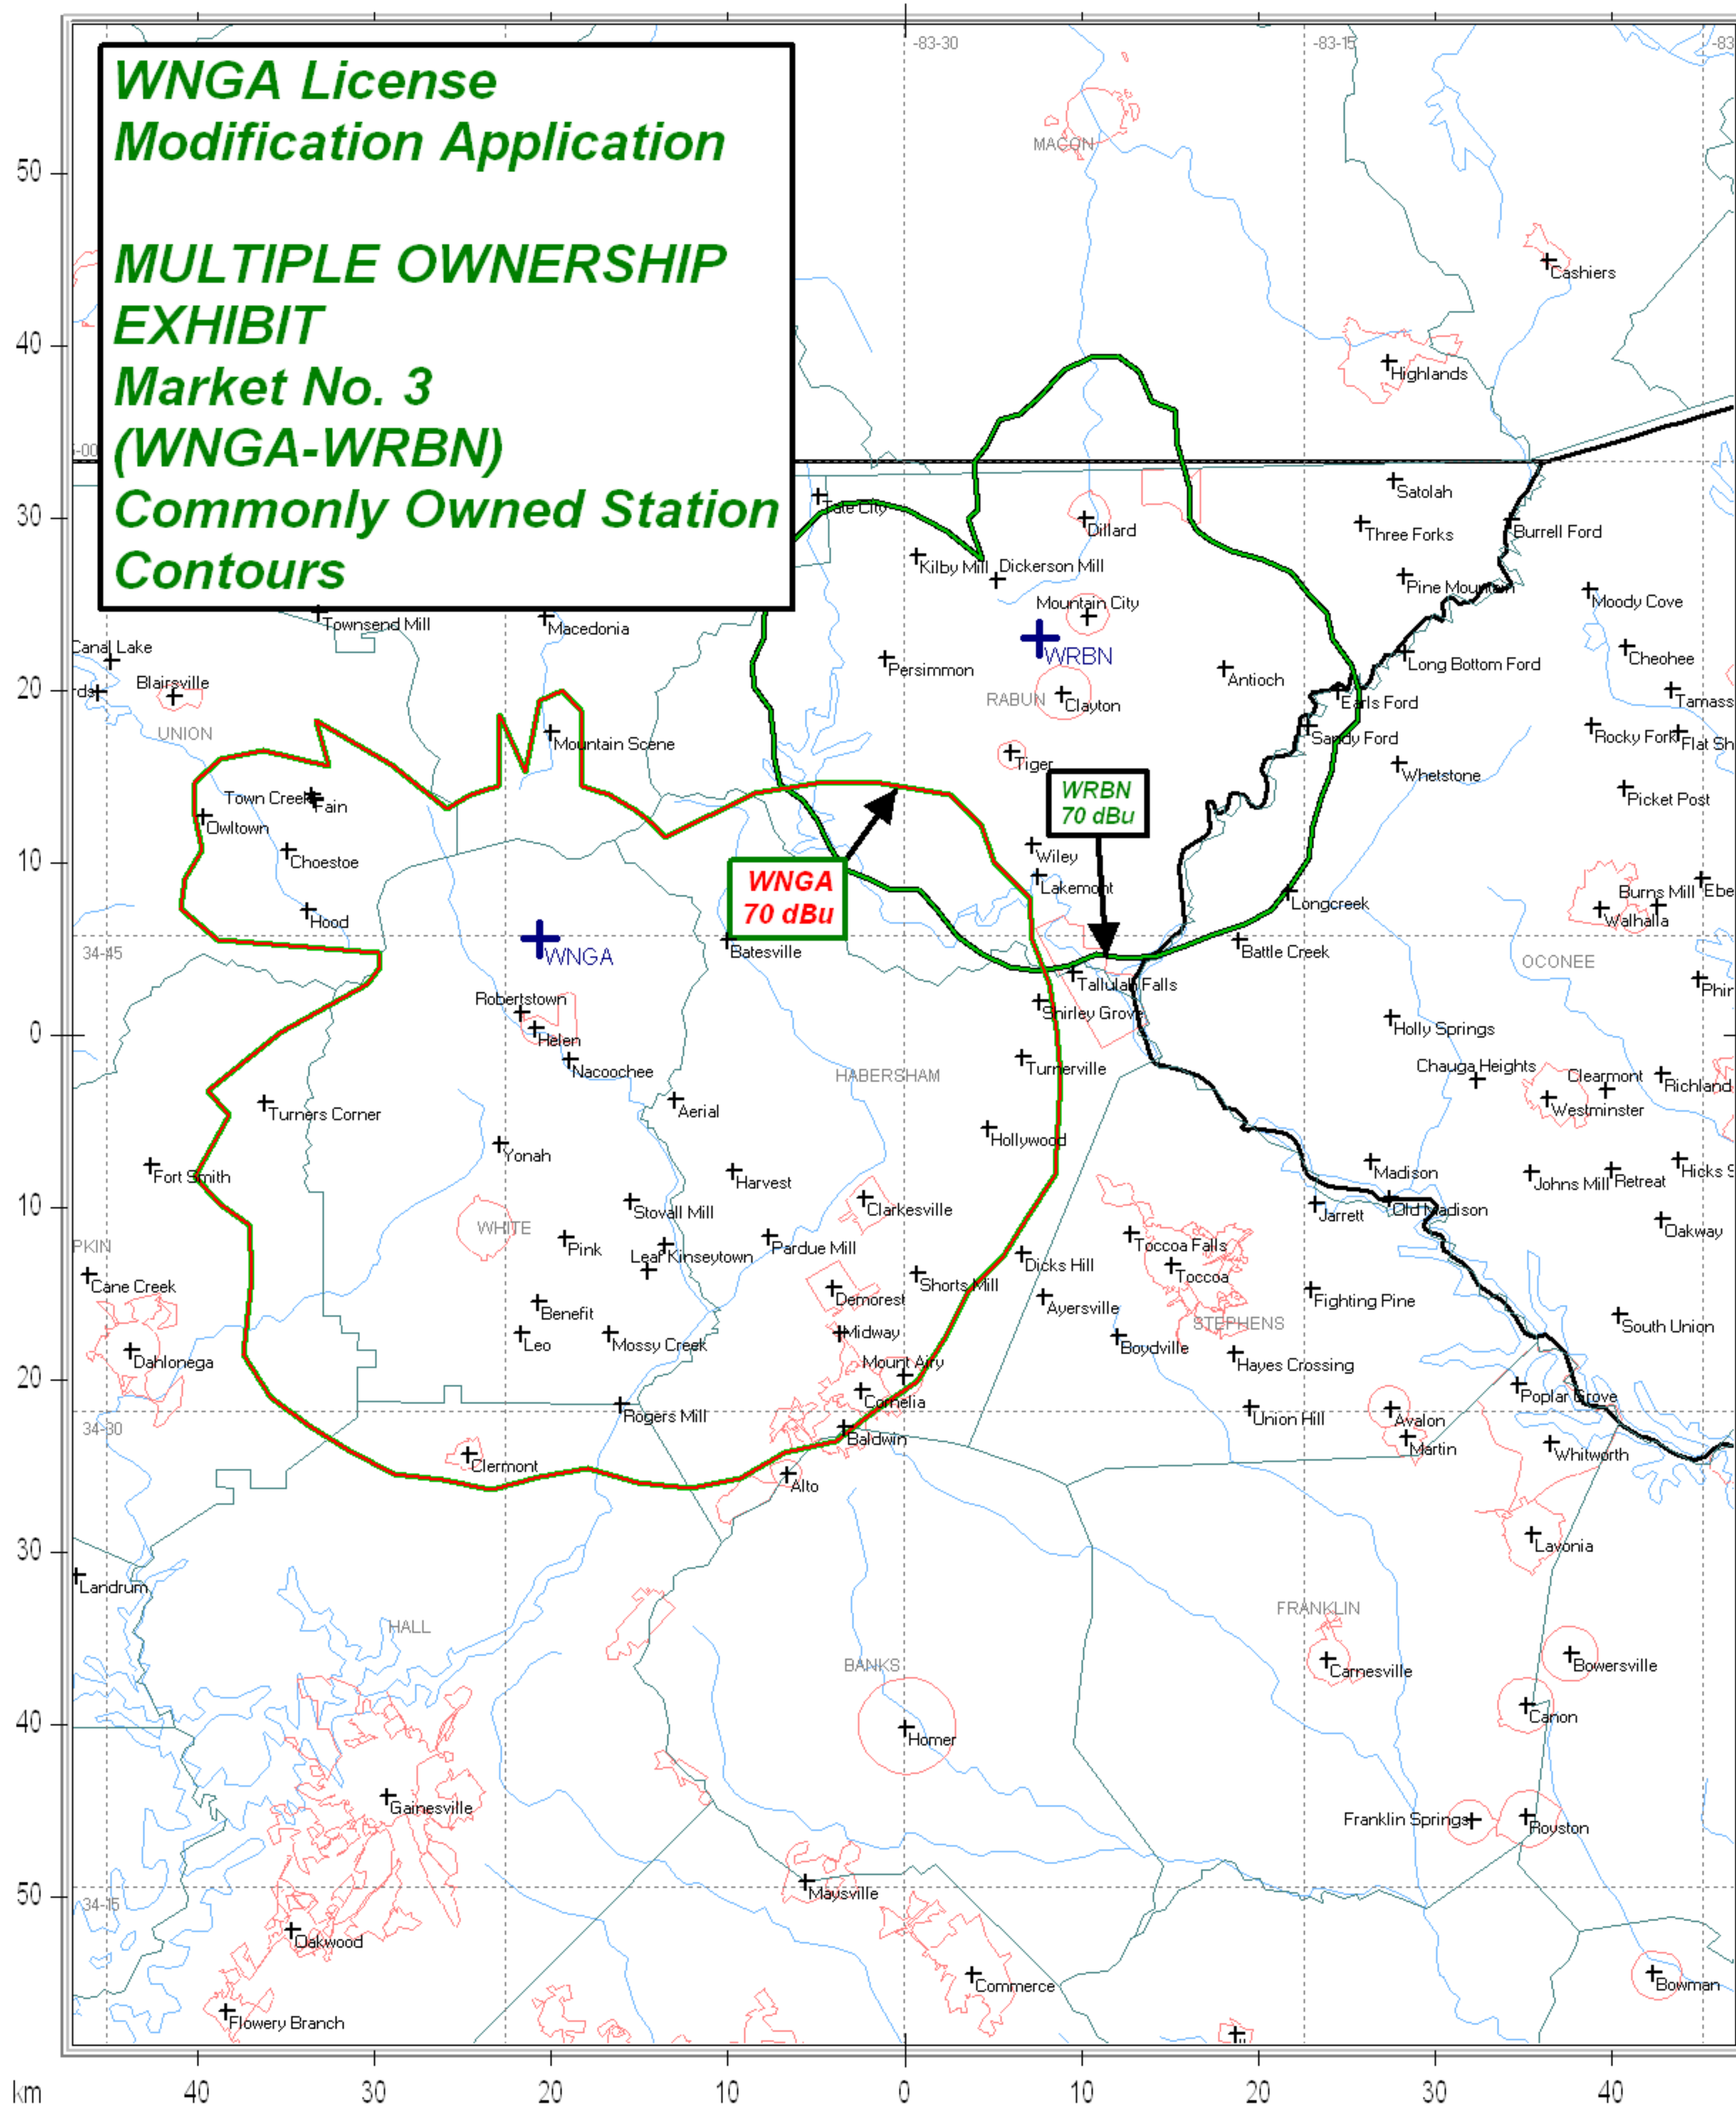 WNGA License
Modification Application
MULTIPLE OWNERSHIP
EXHIBIT
Market No. 3
(WNGA-WRBN)
Commonly Owned Station
Contours
-83-30
-83-15
-83
MACON
50
Cashiers
40
Highlands
Satolah
30
Tate City
Dillard
Three Forks
Burrell Ford
Kilby Mill
Dickerson Mill
Pine Mountain
Moody Cove
Mountain City
Townsend Mill
Macedonia
WRBN
Canal Lake
Persimmon
Long Bottom Ford
Cheohee
Antioch
20
Blairsville
RABUN
Clayton
Earls Ford
Tamass
UNION
Mountain Scene
Sandy Ford
Rocky Fork
Flat Sh
Tiger
Whetstone
Town Creek
Fain
WRBN
70 dBu
Picket Post
Owltown
10
Choestoe
Wiley
WNGA
70 dBu
Lakemont
Longcreek
Burns Mill
Ebe
Walhalla
Hood
34-45
WNGA
Batesville
Battle Creek
OCONEE
Tallulah Falls
Robertstown
Shirley Grove
0
Helen
Holly Springs
Nacoochee
HABERSHAM
Turnerville
Chauga Heights
Clearmont
Richland
Turners Corner
Aerial
Westminster
Hollywood
Yonah
Fort Smith
Harvest
Madison
Johns Mill
Retreat
Hicks S
10
Stovall Mill
Clarkesville
Jarrett
Old Madison
WHITE
Pink
Leaf
Kinseytown
Pardue Mill
Toccoa Falls
Oakway
PKIN
Cane Creek
Shorts Mill
Dicks Hill
Toccoa
Benefit
Demorest
Ayersville
Fighting Pine
Leo
Mossy Creek
Midway
STEPHENS
South Union
Dahlonega
Mount Airy
Boydville
Hayes Crossing
20
Cornelia
Poplar Grove
34-30
Rogers Mill
Baldwin
Union Hill
Avalon
Martin
Whitworth
Clermont
Alto
30
Lavonia
Landrum
HALL
FRANKLIN
BANKS
Carnesville
Bowersville
40
Homer
Canon
Gainesville
Franklin Springs
Royston
50
34-15
Maysville
Oakwood
Commerce
Bowman
Flowery Branch
km
40
30
20
10
0
10
20
30
40